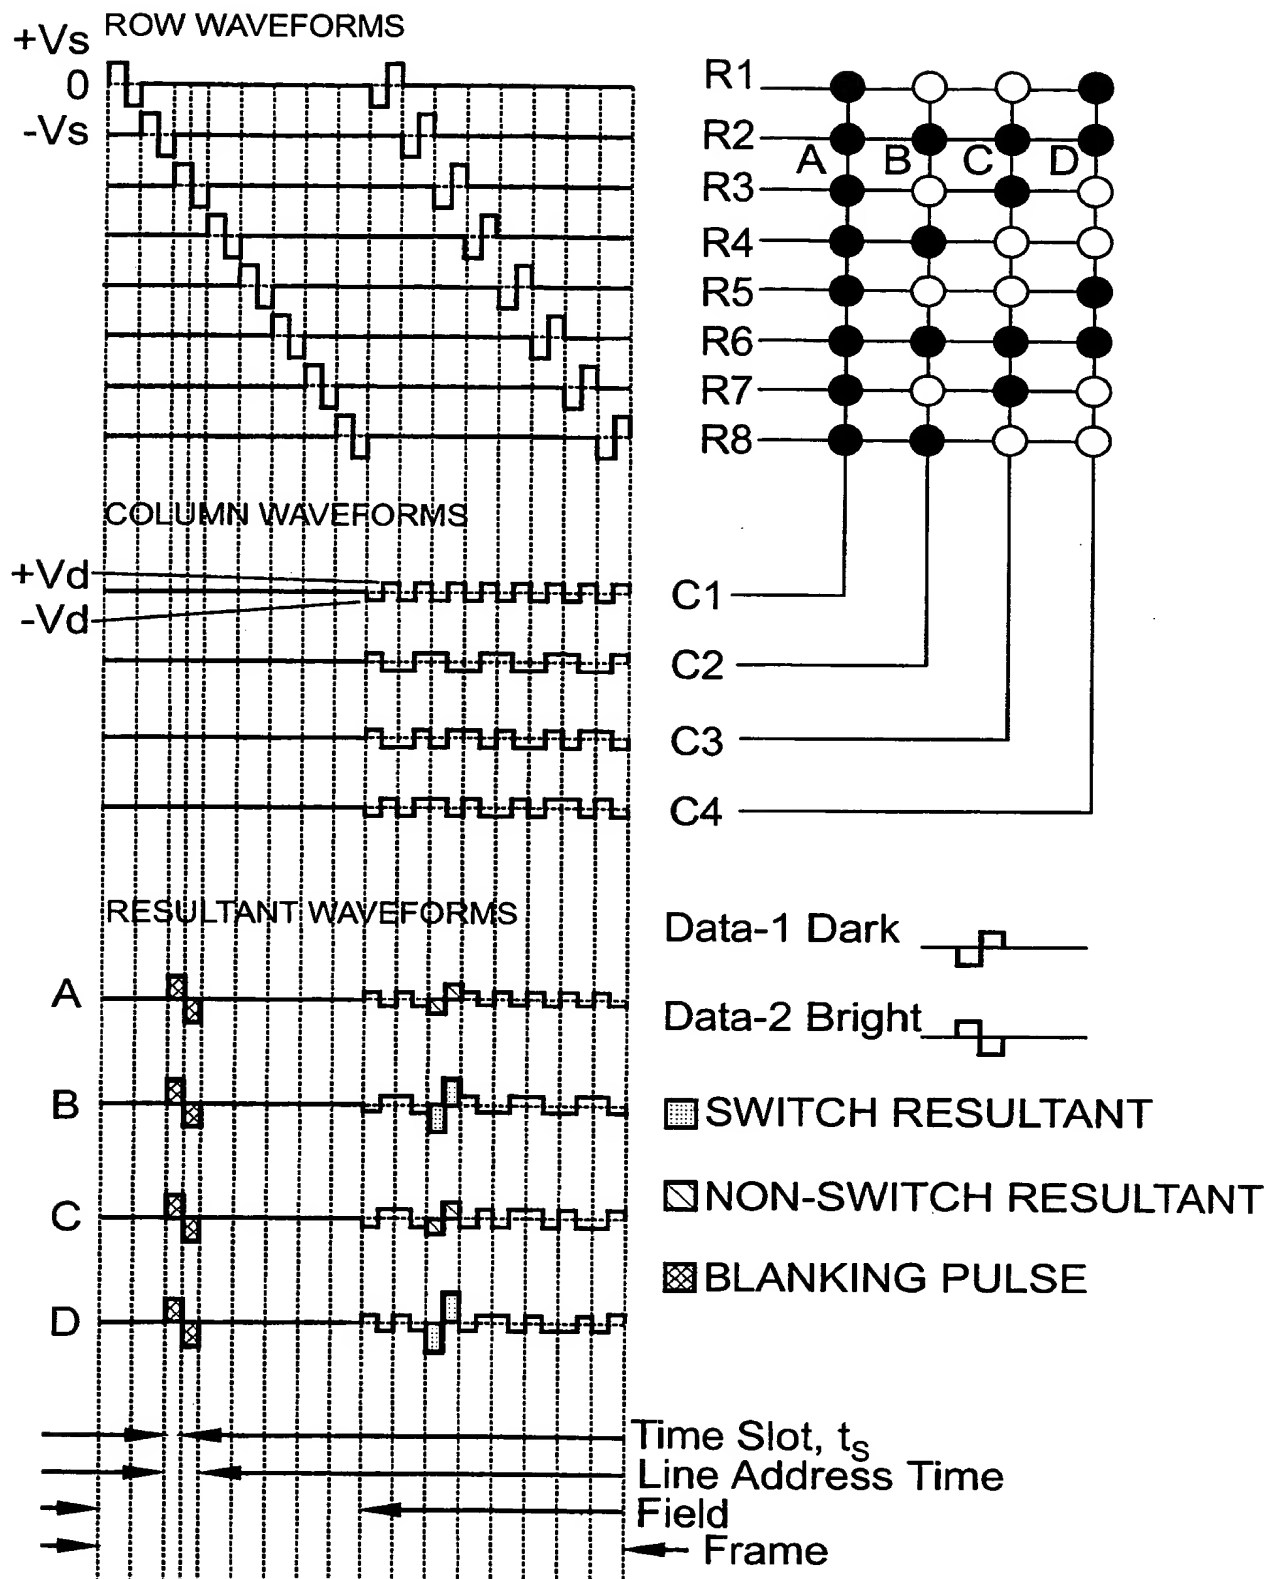 ROW WAVEFORMS
+Vs
0
-Vs
R1
R2
A B C D
R3
R4
R5
R6
R7
R8
COLUMN WAVEFORMS
+Vd
-Vd
C1
C2
C3
C4
RESULTANT WAVEFORMS
A
B
C
D
Data-1 Dark
Data-2 Bright
SWITCH RESULTANT
NON-SWITCH RESULTANT
BLANKING PULSE
Time Slot, tS
Line Address Time
Field
Frame